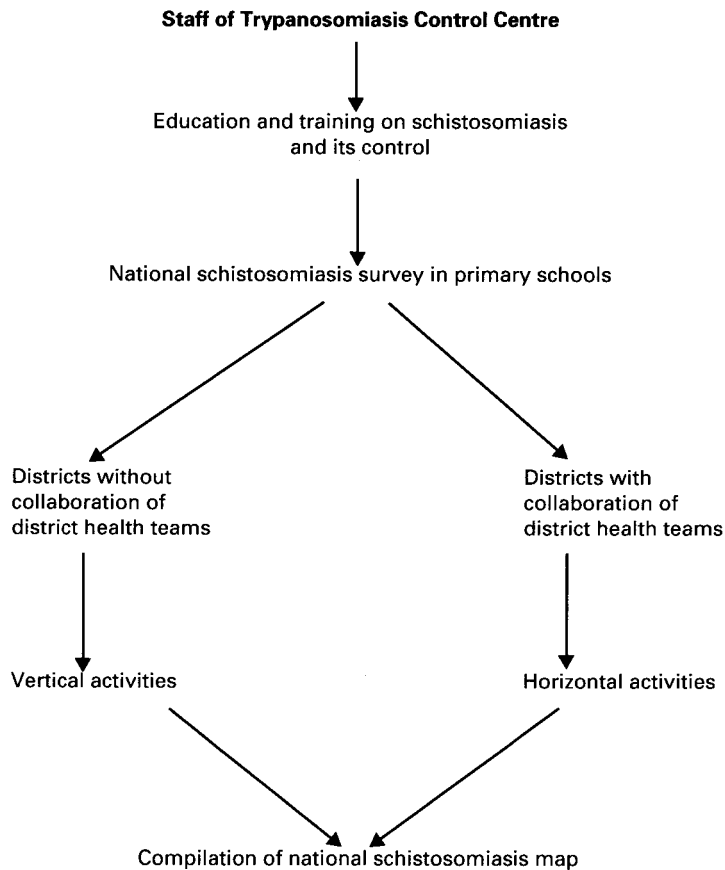 Staff of Trypanosomiasis Control Centre
Education and training on schistosomiasis
and its control
National schistosomiasis survey in primary schools
Districts without
collaboration of
district health teams
Districts with
collaboration of
district health teams
Vertical activities
Horizontal activities
Compilation of national schistosomiasis map